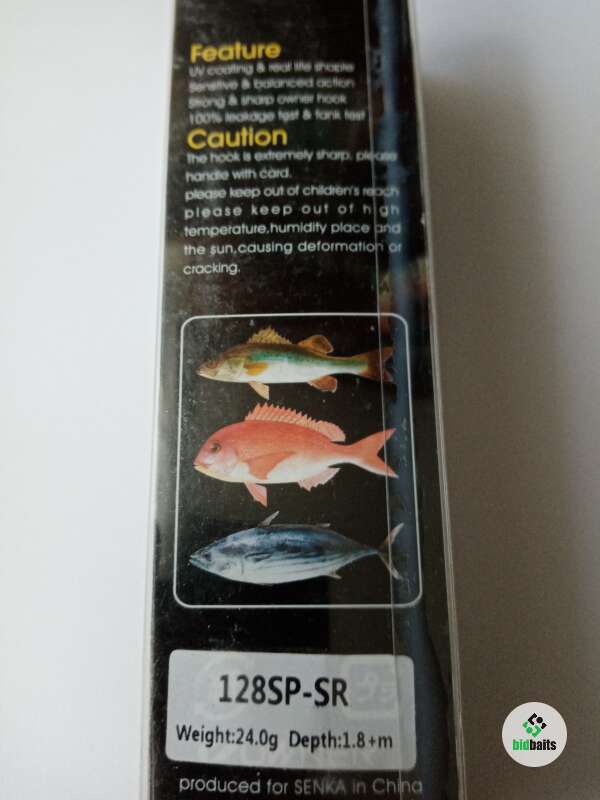 Feature
UV coating & real life shaple
Sensitive & balanced action
Strong & sharp owner hook
100% leakage test & tank test
Caution
The hook is extremely sharp, please
handle with card.
please keep out of children's reach
please keep out of high
temperature,humidity place and
the sun,causing deformation or
cracking.
128SP-SR
Weight:24.0g Depth:1.8+m
produced for SENKA in China
bidbaits